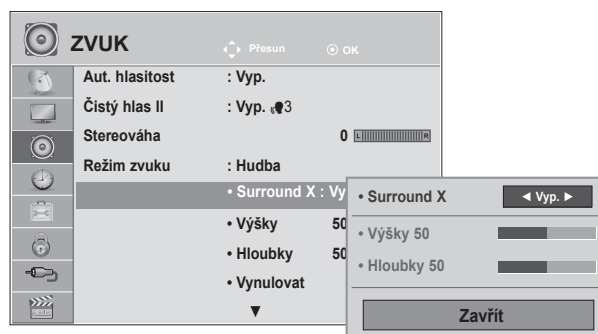 ZVUK
Přesun
OK
Aut. hlasitost : Vyp.
Čistý hlas II : Vyp. 3
Stereováha 0 L R
Režim zvuku : Hudba
• Surround X : Vy
• Výšky 50
• Hloubky 50
• Vynulovat
▼
• Surround X ◄ Vyp. ►
• Výšky 50
• Hloubky 50
Zavřít